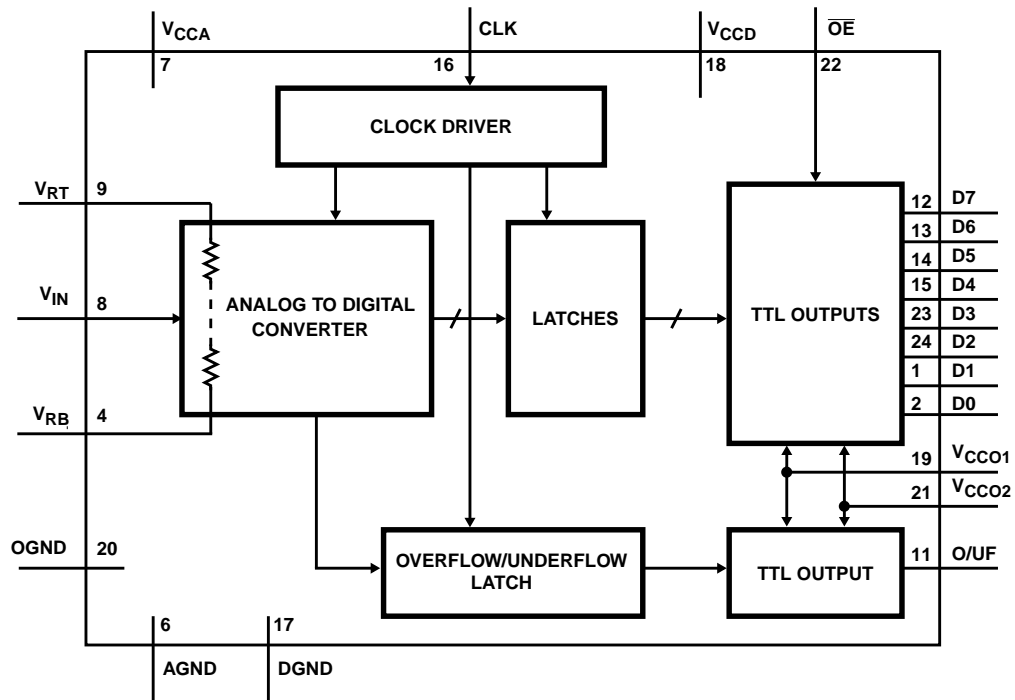 VCCA
7
CLK
16
VCCD
18
OE
22
CLOCK DRIVER
VRT
9
VIN
8
VRB
4
ANALOG TO DIGITAL
CONVERTER
LATCHES
TTL OUTPUTS
12 D7
13 D6
14 D5
15 D4
23 D3
24 D2
1 D1
2 D0
19 VCCO1
21 VCCO2
OGND 20
OVERFLOW/UNDERFLOW
LATCH
TTL OUTPUT
11 O/UF
6
AGND
17
DGND